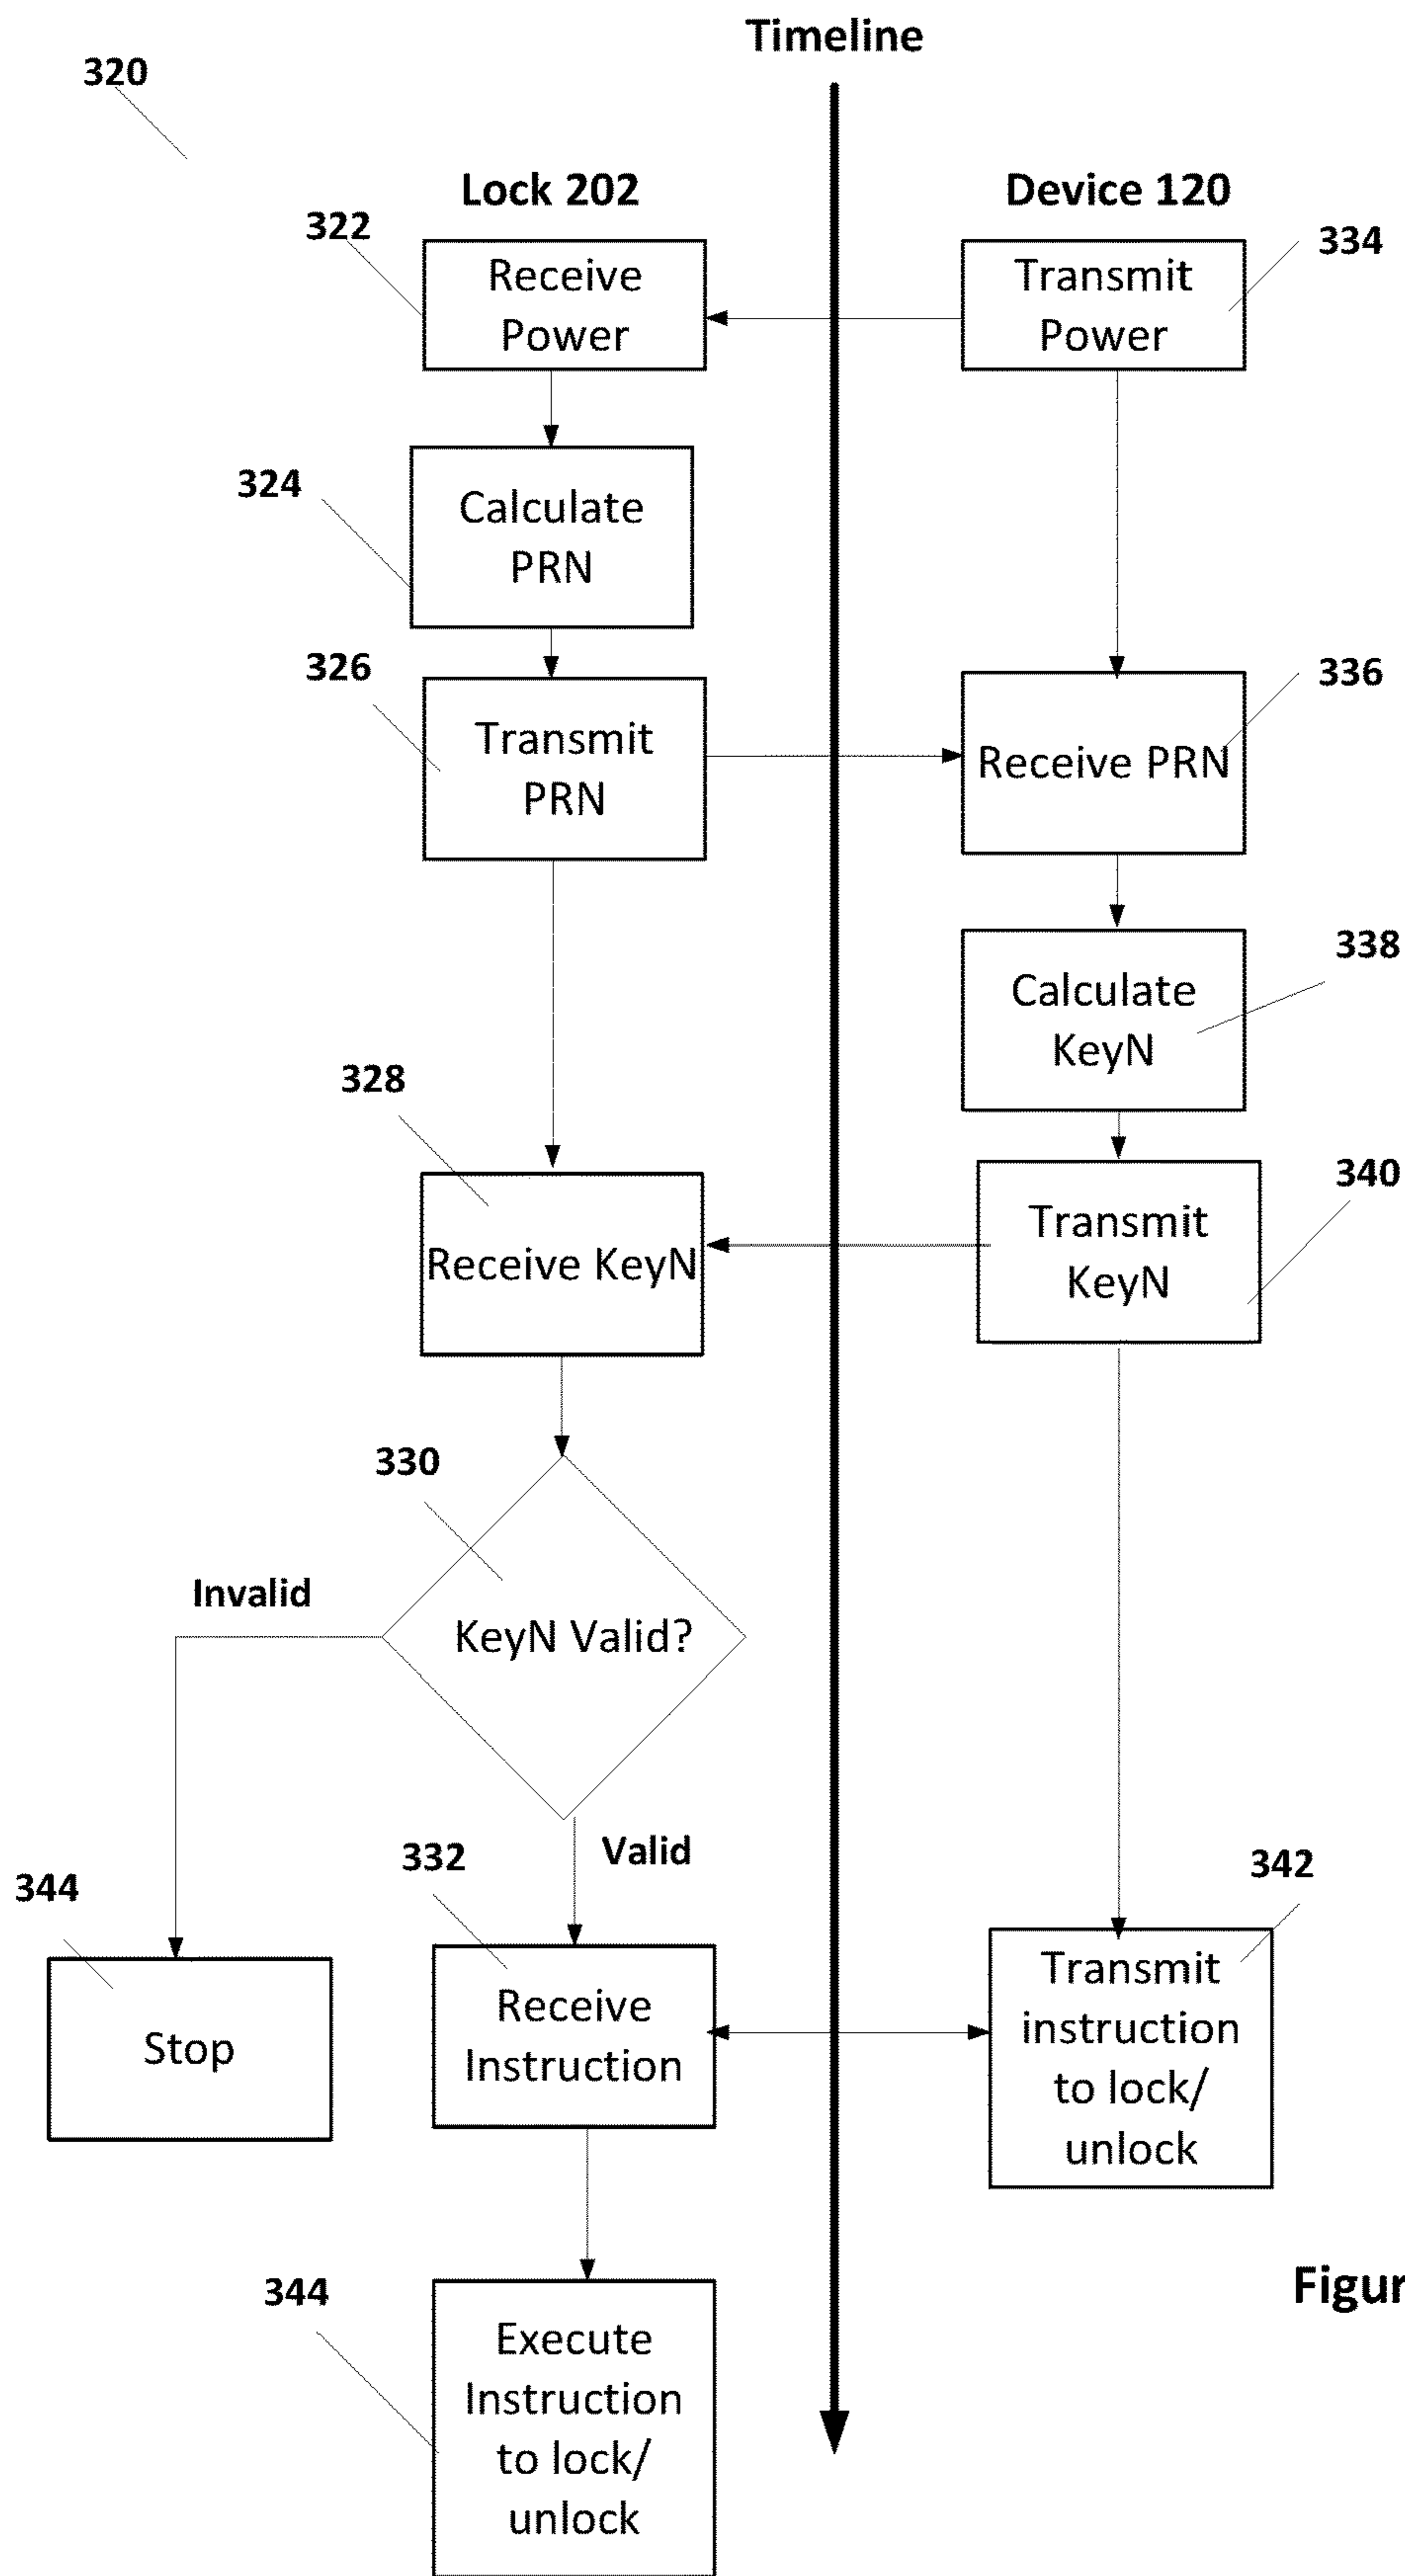 Timeline
320
Lock 202
Device 120
322
Receive
Power
Transmit
Power
334
324
Calculate
PRN
326
Transmit
PRN
Receive PRN
336
Calculate
KeyN
338
328
Receive KeyN
Transmit
KeyN
340
330
KeyN Valid?
Invalid
Valid
344
Stop
332
Receive
Instruction
342
Transmit
instruction
to lock/
unlock
Figur
344
Execute
Instruction
to lock/
unlock